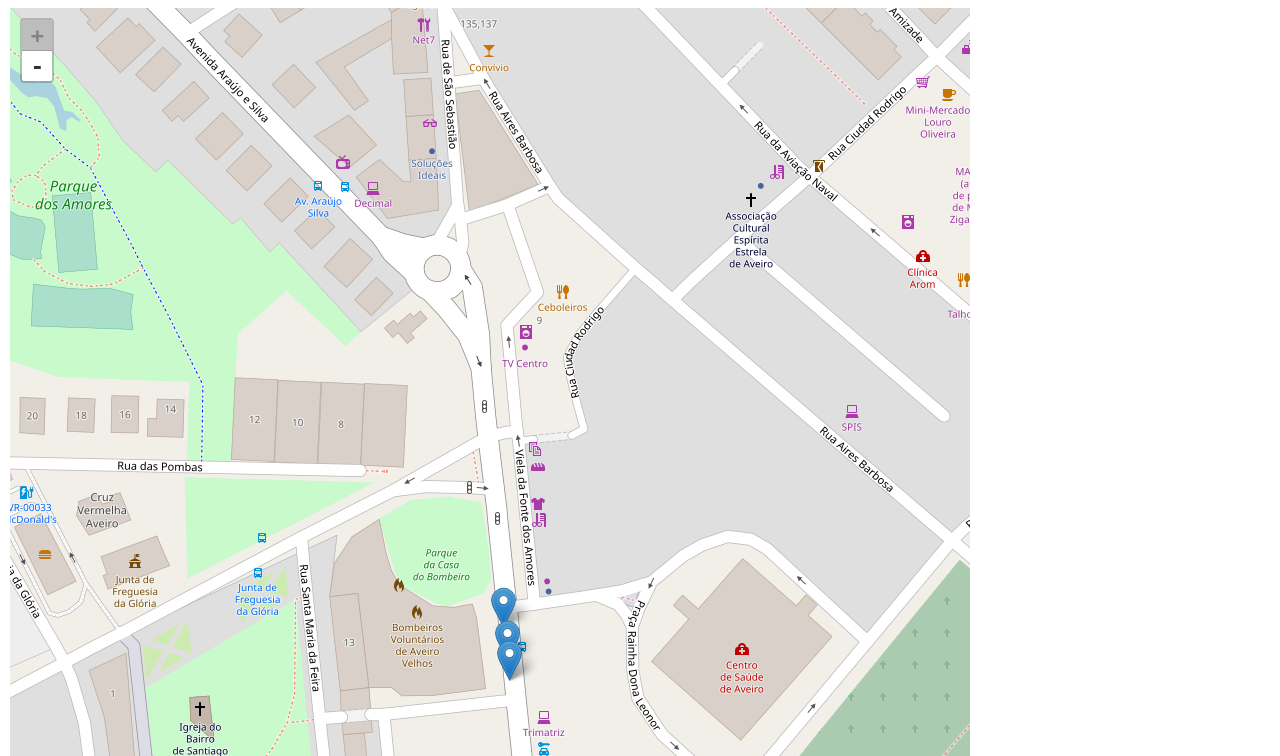 +
-
Net7
135,137
Convívio
Amizade
Avenida Araújo e Silva
Rua de São Sebastião
Rua Aires Barbosa
Soluções
Ideais
Av. Araújo
Silva
Decimal
Parque
dos Amores
Rua da Aviação Naval
Rua Ciudad Rodrigo
Mini-Mercado
Louro
Oliveira
Associação
Cultural
Espírita
Estrela
de Aveiro
Clínica
Arom
Talho
Ceboleiros
9
TV Centro
Rua Ciudad Rodrigo
SPIS
Rua Aires Barbosa
20
18
16
14
12
10
8
Rua das Pombas
Cruz
Vermelha
Aveiro
VR-00033
McDonald's
Junta de
Freguesia
da Glória
Junta de
Freguesia
da Glória
ia da Glória
Rua Santa Maria da Feira
Viela da Fonte dos Amores
Parque
da Casa
do Bombeiro
Bombeiros
Voluntários
de Aveiro
Velhos
13
1
Praça Rainha Dona Leonor
Centro
de Saúde
de Aveiro
Trimatriz
Igreja do
Bairro
de Santiago